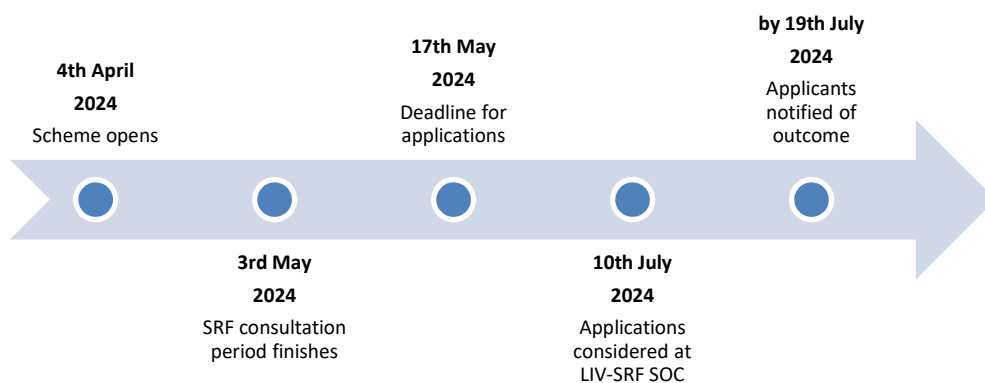 4th April
2024
Scheme opens
3rd May
2024
SRF consultation
period finishes
17th May
2024
Deadline for
applications
10th July
2024
Applications
considered at
LIV-SRF SOC
by 19th July
2024
Applicants
notified of
outcome